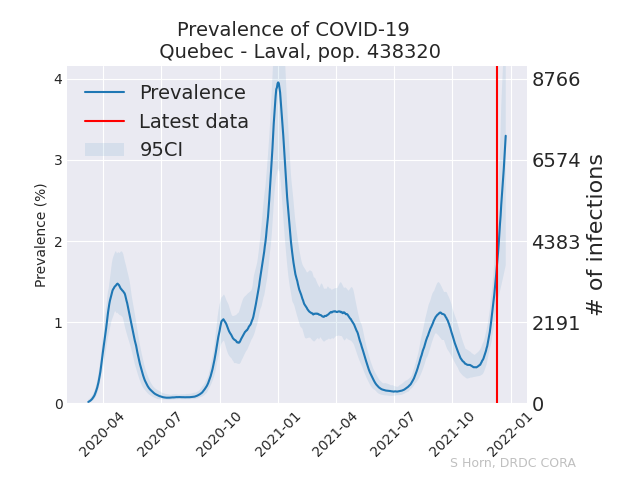 Prevalence of COVID-19
Quebec - Laval, pop. 438320
Prevalence
Latest data
95CI
Prevalence (%)
4
3
2
1
0
8766
6574
4383
2191
0
# of infections
2020-04
2020-07
2020-10
2021-01
2021-04
2021-07
2021-10
2022-01
S Horn, DRDC CORA